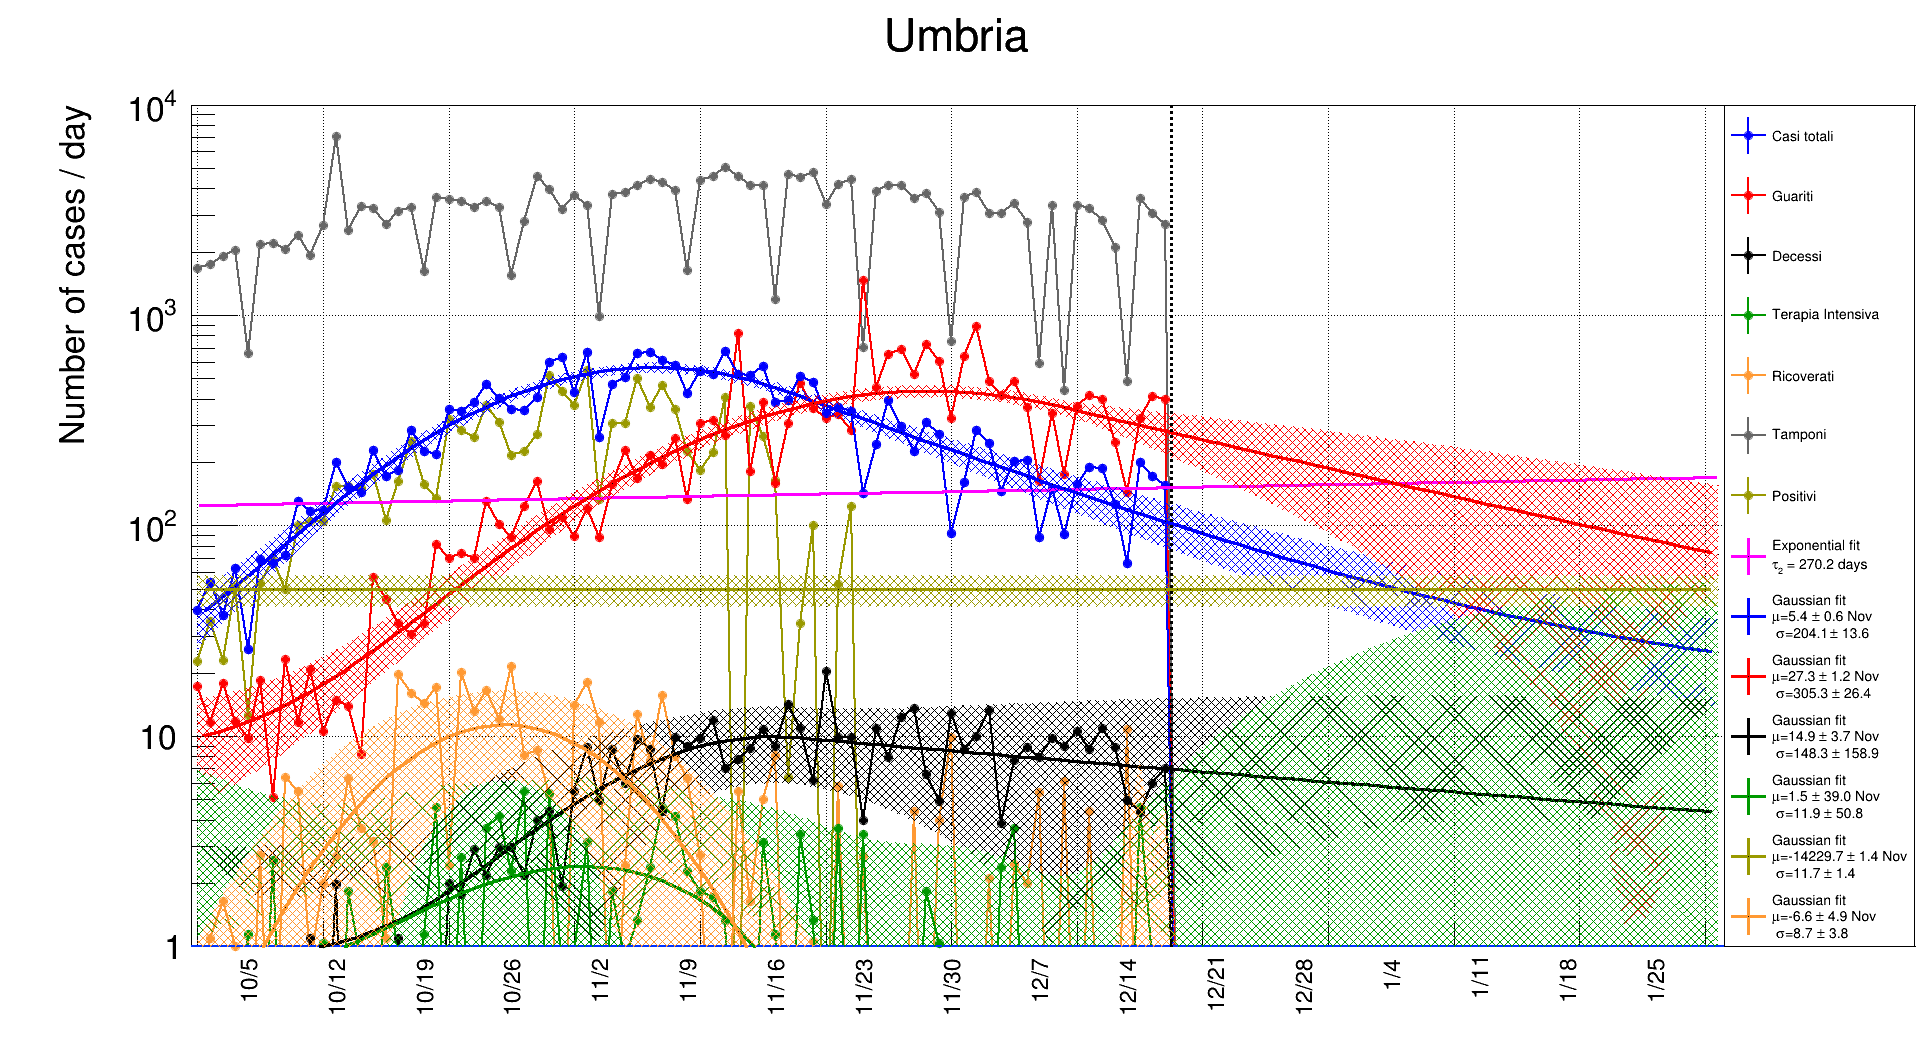 Umbria
Number of cases / day
10⁴
10³
10²
10
1
10/5
10/12
10/19
10/26
11/2
11/9
11/16
11/23
11/30
12/7
12/14
12/21
12/28
1/4
1/11
1/18
1/25
Casi totali
Guariti
Decessi
Terapia Intensiva
Ricoverati
Tamponi
Positivi
Exponential fit
τ₂ = 270.2 days
Gaussian fit
μ=5.4 ± 0.6 Nov
σ=204.1 ± 13.6
Gaussian fit
μ=27.3 ± 1.2 Nov
σ=305.3 ± 26.4
Gaussian fit
μ=14.9 ± 3.7 Nov
σ=148.3 ± 158.9
Gaussian fit
μ=1.5 ± 39.0 Nov
σ=11.9 ± 50.8
Gaussian fit
μ=-14229.7 ± 1.4 Nov
σ=11.7 ± 1.4
Gaussian fit
μ=-6.6 ± 4.9 Nov
σ=8.7 ± 3.8